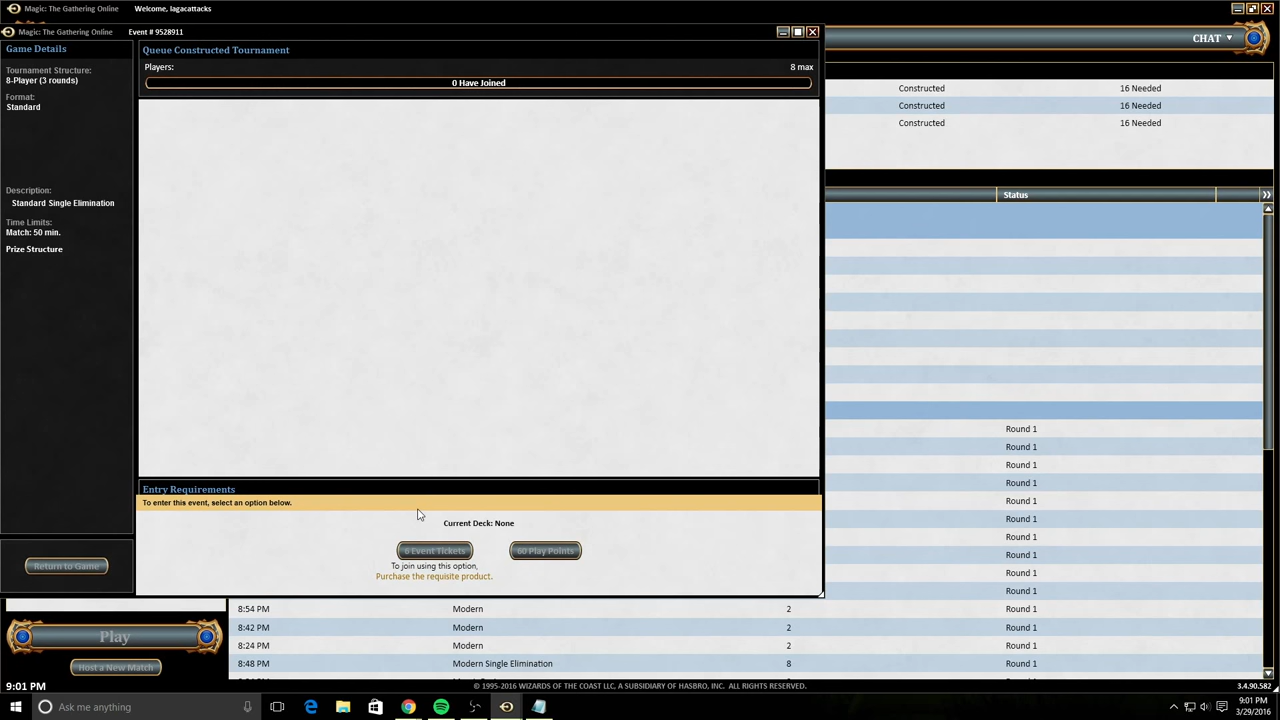 Magic: The Gathering Online Welcome, lagacattacks
Magic: The Gathering Online Event # 9528911
CHAT
Game Details
Tournament Structure:
8-Player (3 rounds)
Format:
Standard
Description:
Standard Single Elimination
Time Limits:
Match: 50 min.
Prize Structure
Return to Game
Queue Constructed Tournament
Players: 8 max
0 Have Joined
Entry Requirements
To enter this event, select an option below.
Current Deck: None
6 Event Tickets 60 Play Points
To join using this option,
Purchase the requisite product.
Constructed 16 Needed
Constructed 16 Needed
Constructed 16 Needed
Status
Round 1
Round 1
Round 1
Round 1
Round 1
Round 1
Round 1
Round 1
Round 1
Round 1
8:54 PM Modern 2 Round 1
8:42 PM Modern 2 Round 1
8:24 PM Modern 2 Round 1
8:48 PM Modern Single Elimination 8 Round 1
Play
Host a New Match
9:01 PM © 1995-2016 WIZARDS OF THE COAST LLC, A SUBSIDIARY OF HASBRO, INC. ALL RIGHTS RESERVED. 3.4.90.582
Ask me anything
9:01 PM
3/29/2016